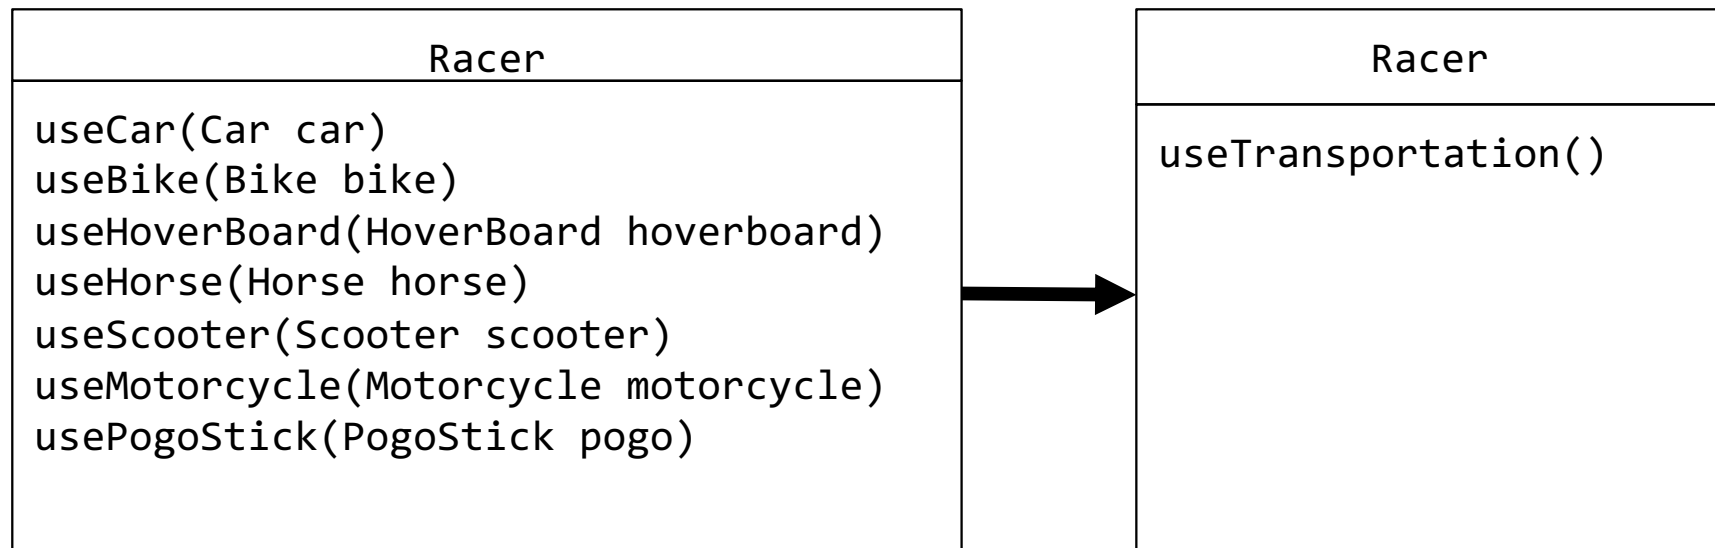 Racer
useCar(Car car)
useBike(Bike bike)
useHoverBoard(HoverBoard hoverboard)
useHorse(Horse horse)
useScooter(Scooter scooter)
useMotorcycle(Motorcycle motorcycle)
usePogoStick(PogoStick pogo)
Racer
useTransportation()